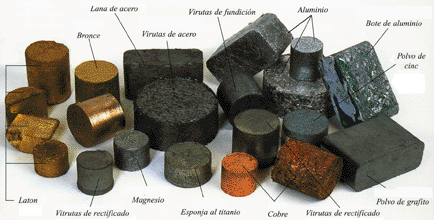 Lana de acero
Aluminio
Virutas de fundición
Bote de aluminio
Virutas de acero
Bronce
Polvo de
cinc
Laton
Virutas de rectificado
Magnesio
Esponja al titanio
Cobre
Virutas de rectificado
Polvo de grafito